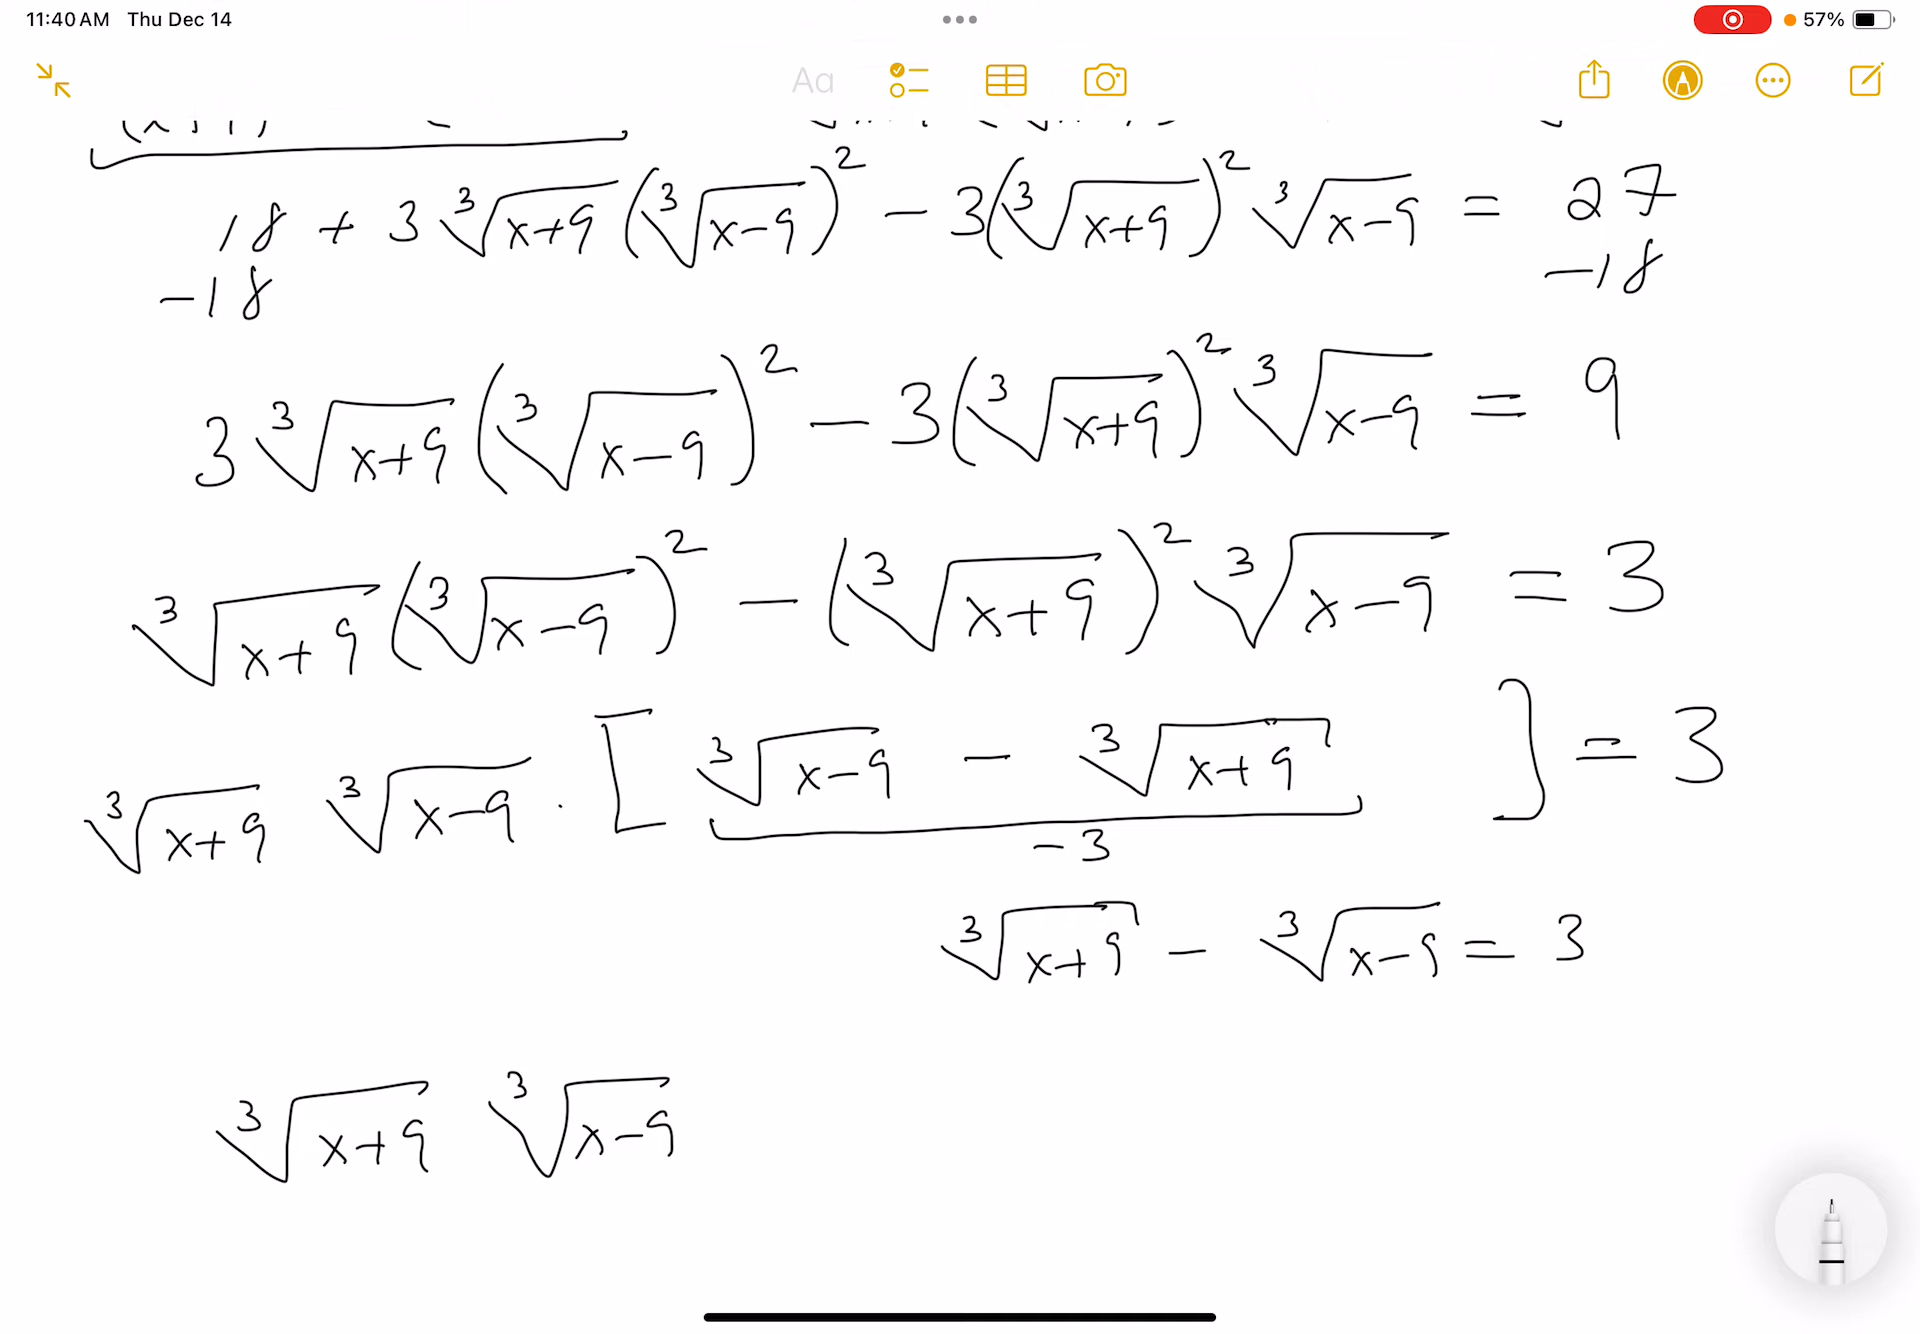 11:40 AM Thu Dec 14 57%
Aa
18 + 3 ∛(x+9) (∛(x-9))² - 3(∛(x+9))² ∛(x-9) = 27
-18 -18
3 ∛(x+9) (∛(x-9))² - 3(∛(x+9))² ∛(x-9) = 9
∛(x+9) (∛(x-9))² - (∛(x+9))² ∛(x-9) = 3
∛(x+9) ∛(x-9) · [ ∛(x-9) - ∛(x+9) ] = 3
-3
∛(x+9) - ∛(x-9) = 3
∛(x+9) ∛(x-9)